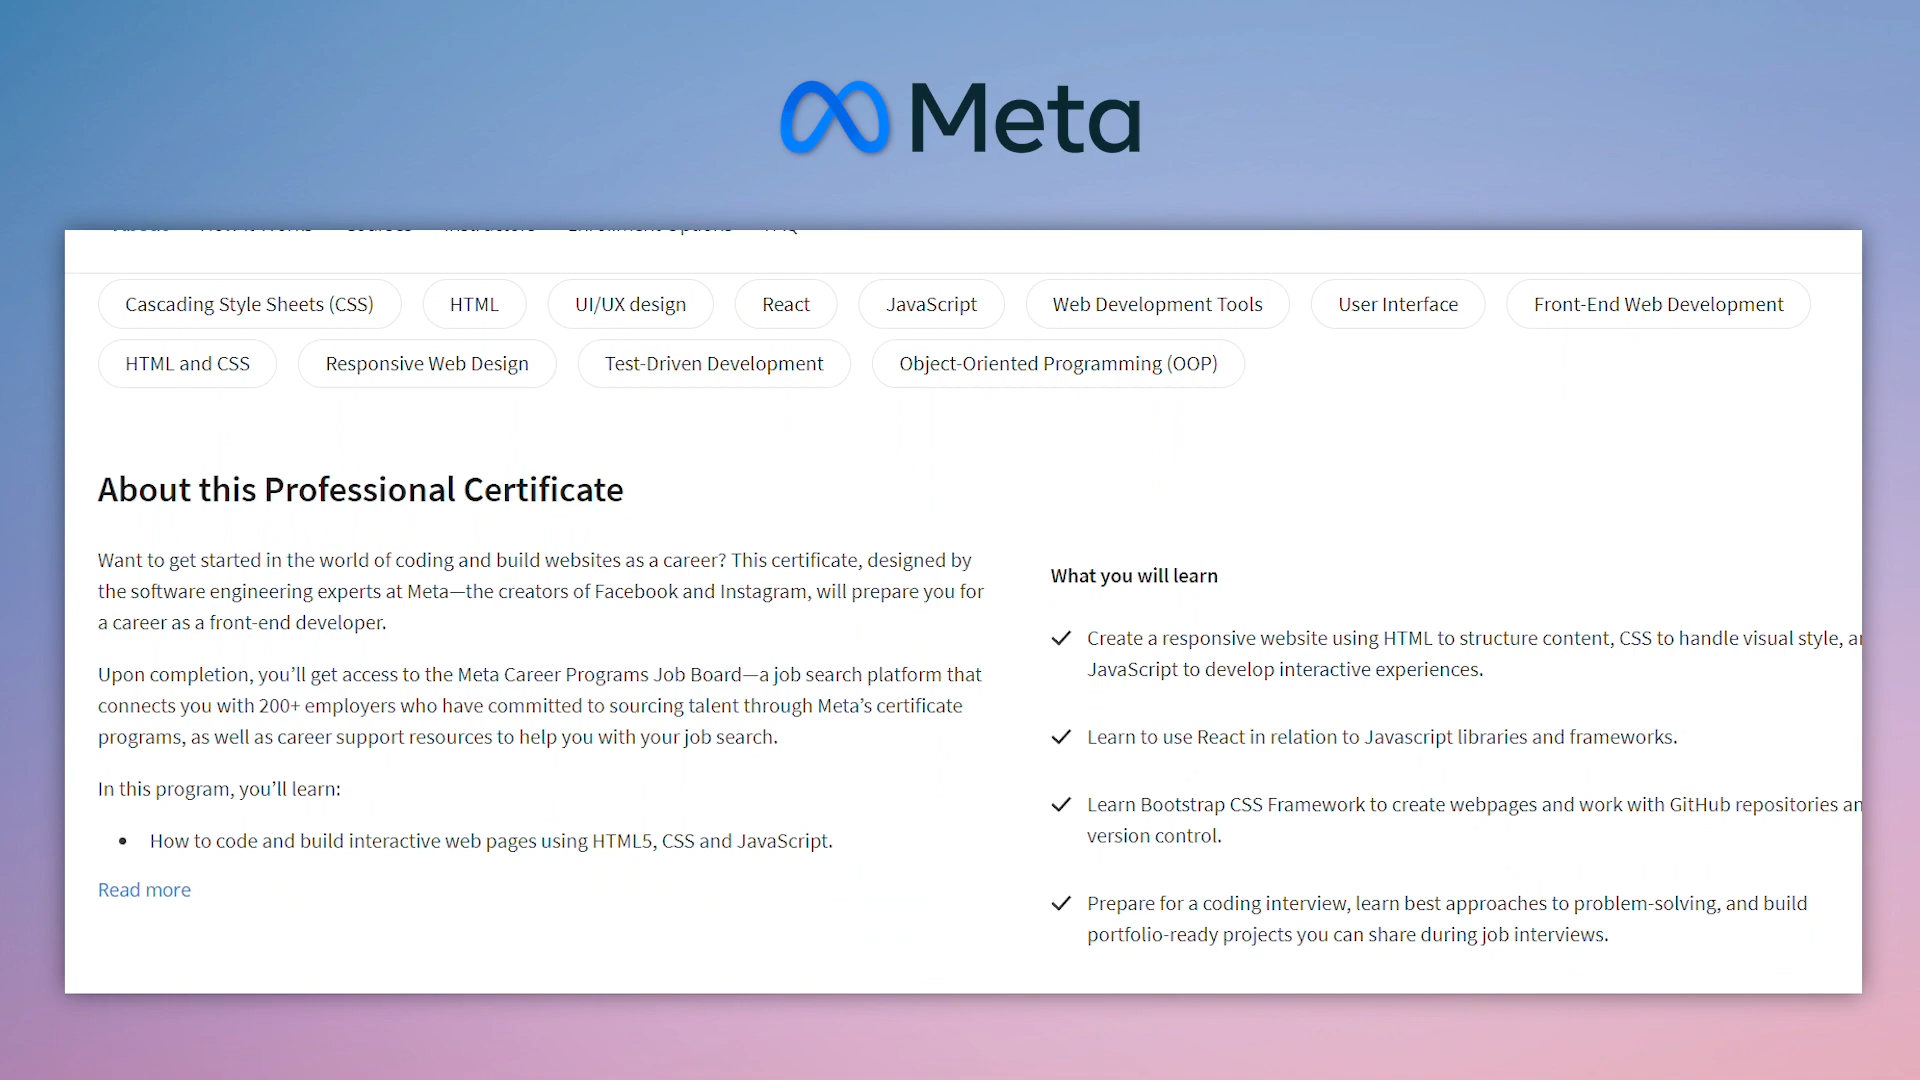 Meta
Cascading Style Sheets (CSS) HTML UI/UX design React JavaScript Web Development Tools User Interface Front-End Web Development
HTML and CSS Responsive Web Design Test-Driven Development Object-Oriented Programming (OOP)
About this Professional Certificate
Want to get started in the world of coding and build websites as a career? This certificate, designed by
the software engineering experts at Meta—the creators of Facebook and Instagram, will prepare you for
a career as a front-end developer.
Upon completion, you’ll get access to the Meta Career Programs Job Board—a job search platform that
connects you with 200+ employers who have committed to sourcing talent through Meta’s certificate
programs, as well as career support resources to help you with your job search.
In this program, you’ll learn:
• How to code and build interactive web pages using HTML5, CSS and JavaScript.
Read more
What you will learn
Create a responsive website using HTML to structure content, CSS to handle visual style,
JavaScript to develop interactive experiences.
Learn to use React in relation to Javascript libraries and frameworks.
Learn Bootstrap CSS Framework to create webpages and work with GitHub repositories
version control.
Prepare for a coding interview, learn best approaches to problem-solving, and build
portfolio-ready projects you can share during job interviews.